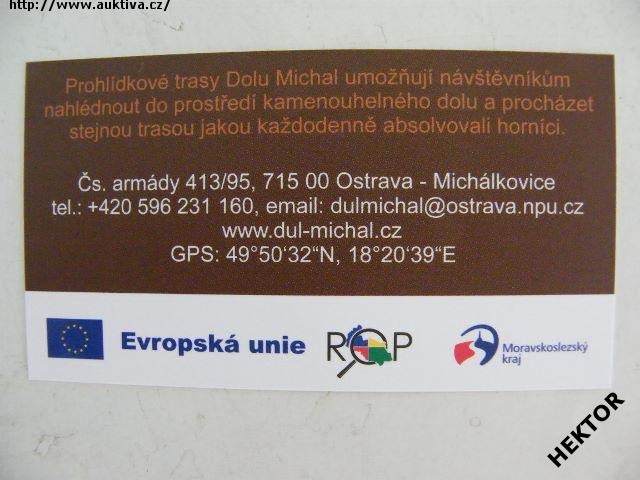 http://www.auktiva.cz/
Prohlídkové trasy Dolu Michal umožňují návštěvníkům
nahlédnout do prostředí kamenouhelného dolu a procházet
stejnou trasou jakou každodenně absolvovali horníci.
Čs. armády 413/95, 715 00 Ostrava - Michálkovice
tel.: +420 596 231 160, email: dulmichal@ostrava.npu.cz
www.dul-michal.cz
GPS: 49°50‘32“N, 18°20‘39“E
Evropská unie
ROP
Moravskoslezský
kraj
HEKTOR